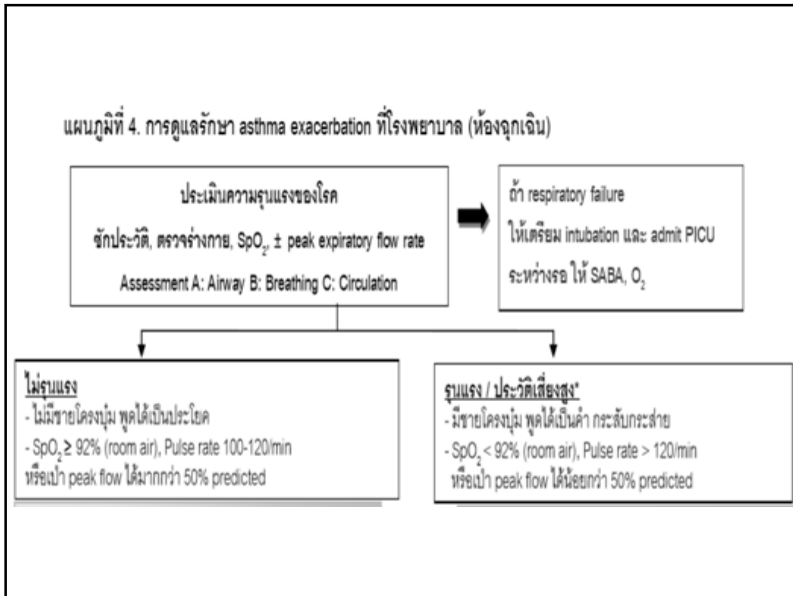 แผนภูมิที่ 4. การดูแลรักษา asthma exacerbation ที่โรงพยาบาล (ห้องฉุกเฉิน)
ประเมินความรุนแรงของโรค
ซักประวัติ, ตรวจร่างกาย, SpO₂, ± peak expiratory flow rate
Assessment A: Airway B: Breathing C: Circulation
ถ้า respiratory failure
ให้เตรียม intubation และ admit PICU
ระหว่างรอ ให้ SABA, O₂
ไม่รุนแรง
- ไม่มีชายโครงบุ๋ม พูดได้เป็นประโยค
- SpO₂ ≥ 92% (room air), Pulse rate 100-120/min
หรือเป่า peak flow ได้มากกว่า 50% predicted
รุนแรง / ประวัติเสี่ยงสูง*
- มีชายโครงบุ๋ม พูดได้เป็นคำ กระสับกระส่าย
- SpO₂ < 92% (room air), Pulse rate > 120/min
หรือเป่า peak flow ได้น้อยกว่า 50% predicted